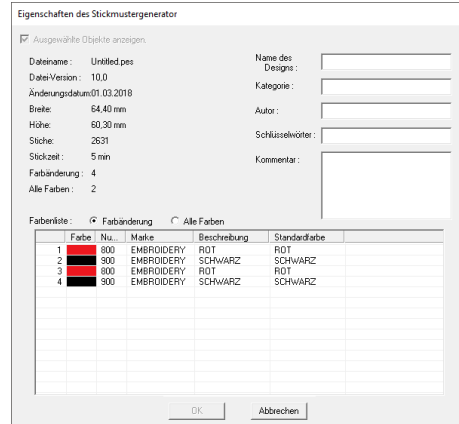 Eigenschaften des Stickmustergenerator
Ausgewählte Objekte anzeigen
Dateiname : Untitled.pes
Datei-Version : 10,0
Änderungsdatum:01.03.2018
Breite: 64,40 mm
Höhe: 60,30 mm
Stiche: 2631
Stickzeit : 5 min
Farbänderung : 4
Alle Farben : 2
Name des
Designs :
Kategorie :
Autor :
Schlüsselwörter :
Kommentar :
Farbenliste : Farbänderung Alle Farben
Farbe Nu... Marke Beschreibung Standardfarbe
1 800 EMBROIDERY ROT ROT
2 900 EMBROIDERY SCHWARZ SCHWARZ
3 800 EMBROIDERY ROT ROT
4 900 EMBROIDERY SCHWARZ SCHWARZ
OK Abbrechen